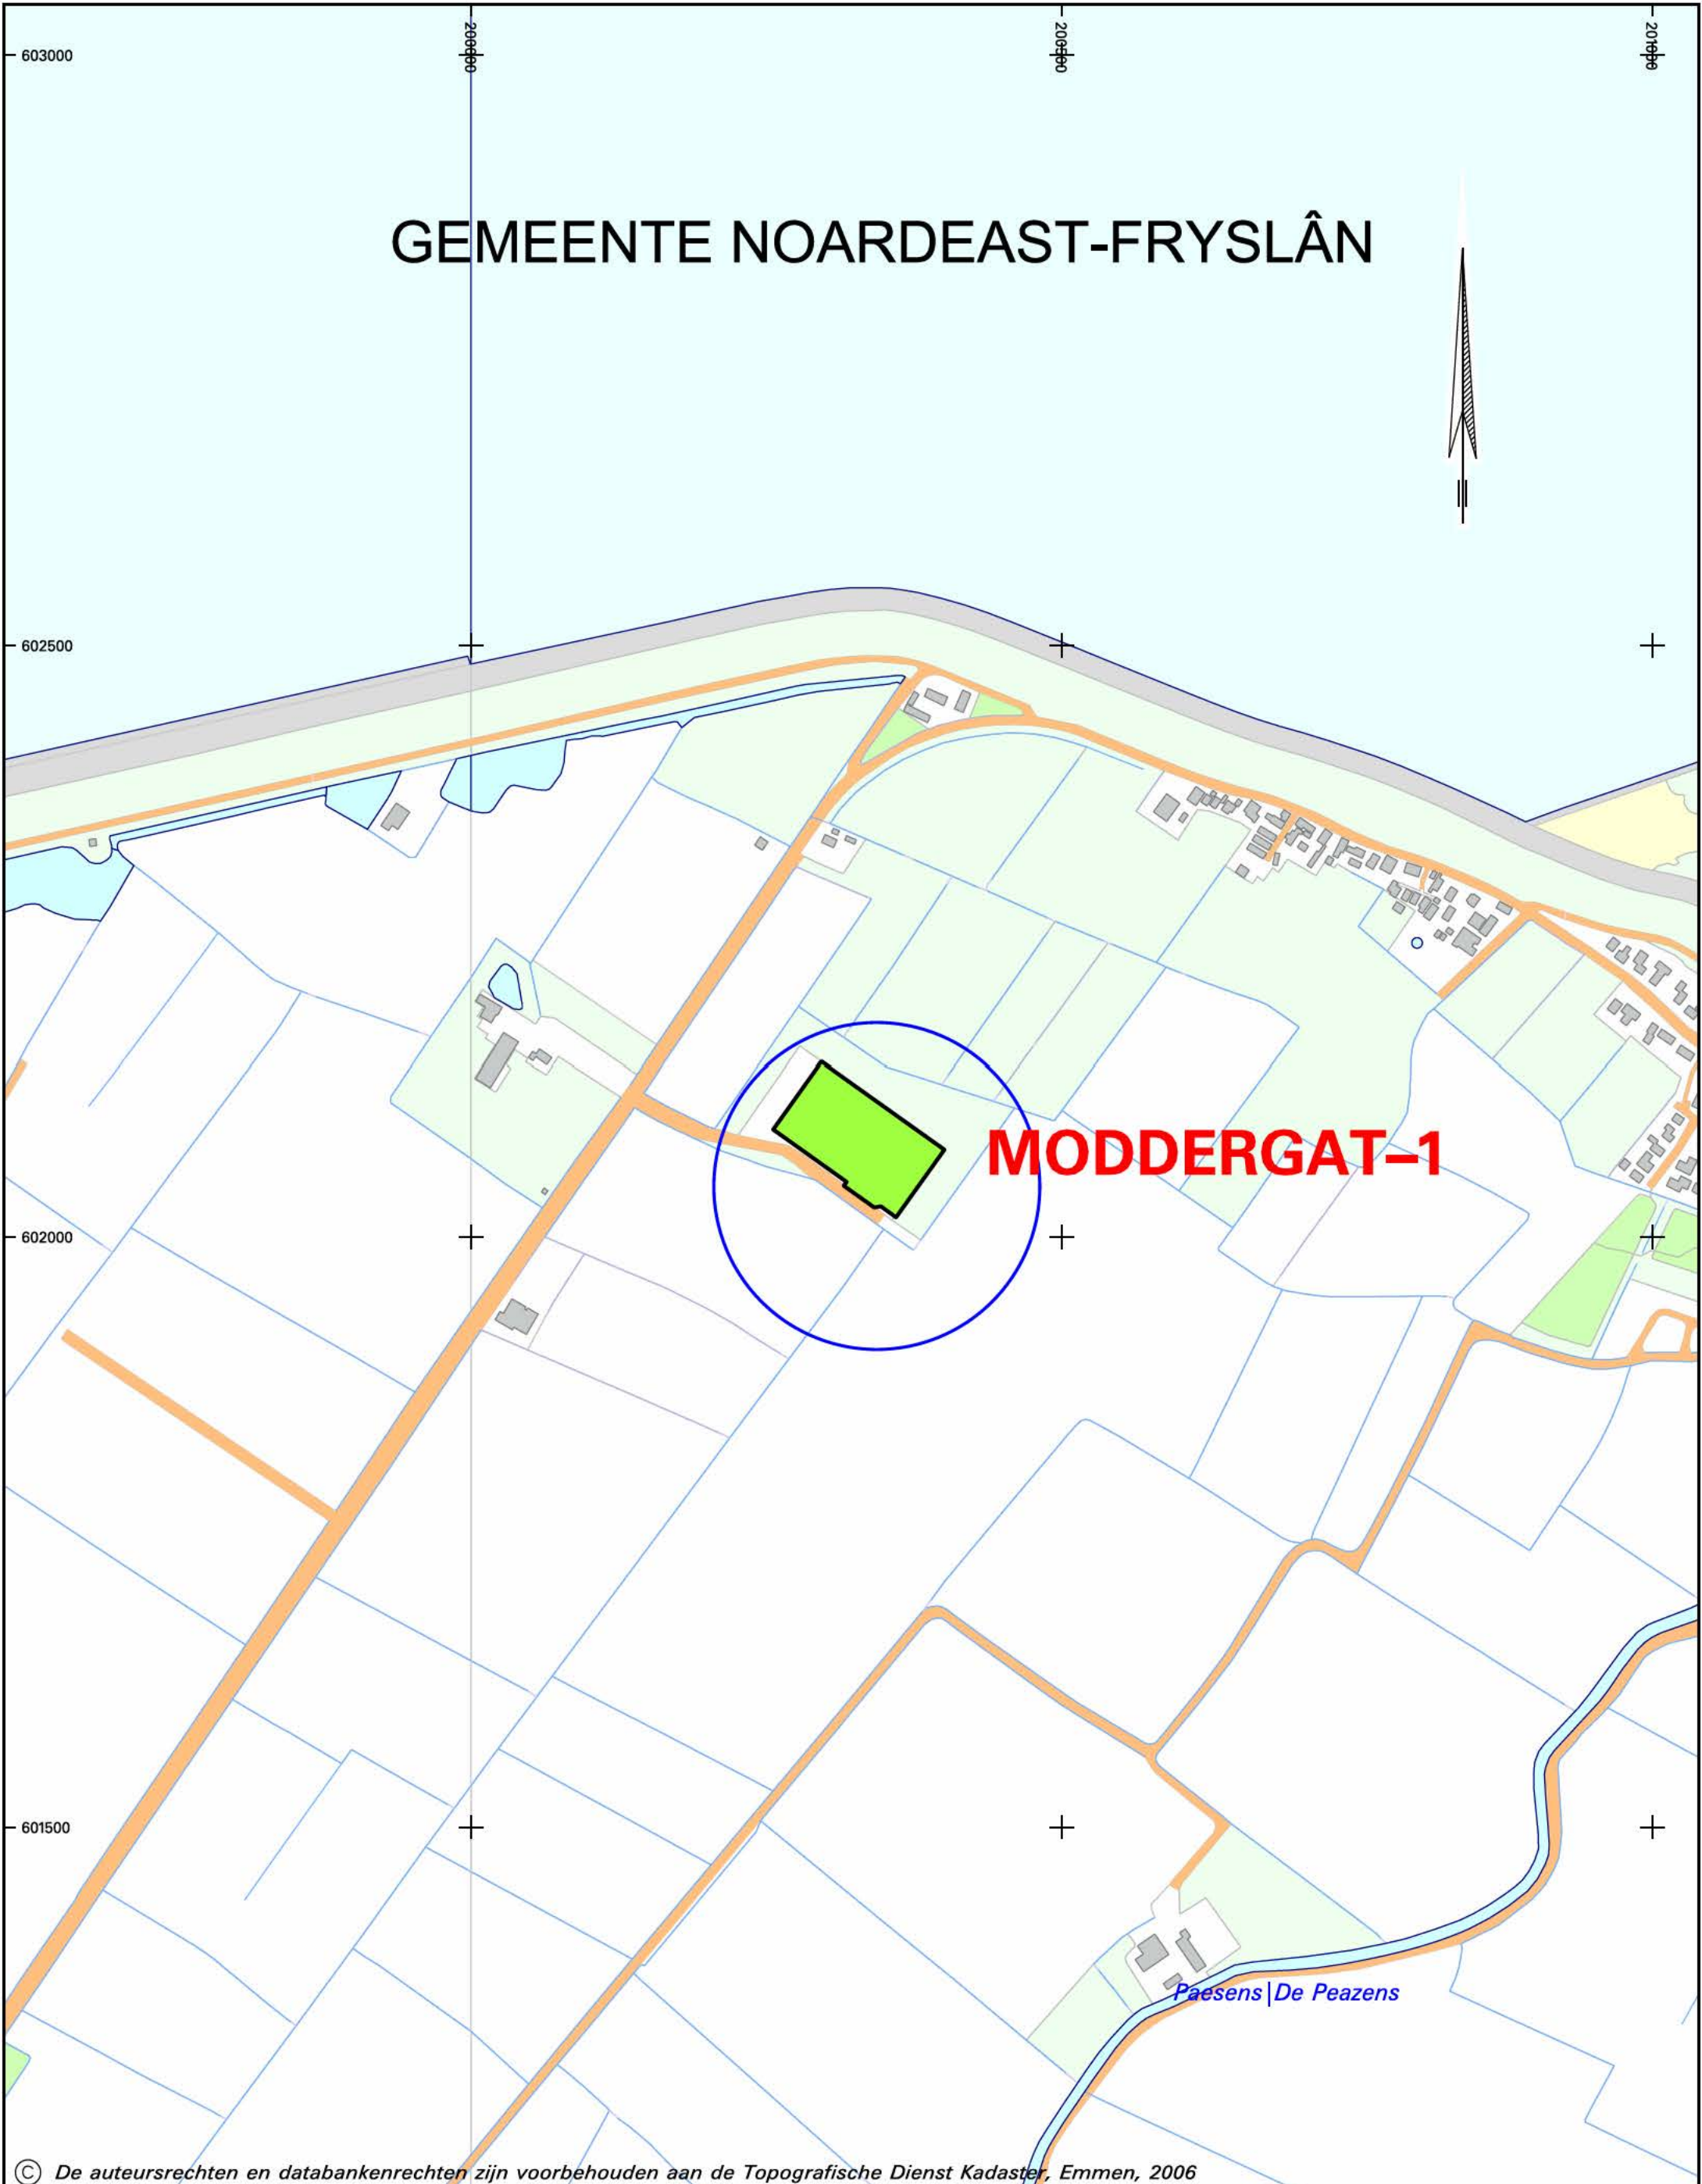 200000
200500
201000
603000
GEMEENTE NOARDEAST-FRYSLÂN
602500
MODDERGAT–1
602000
601500
Paesens|De Peazens
© De auteursrechten en databankenrechten zijn voorbehouden aan de Topografische Dienst Kadaster, Emmen, 2006